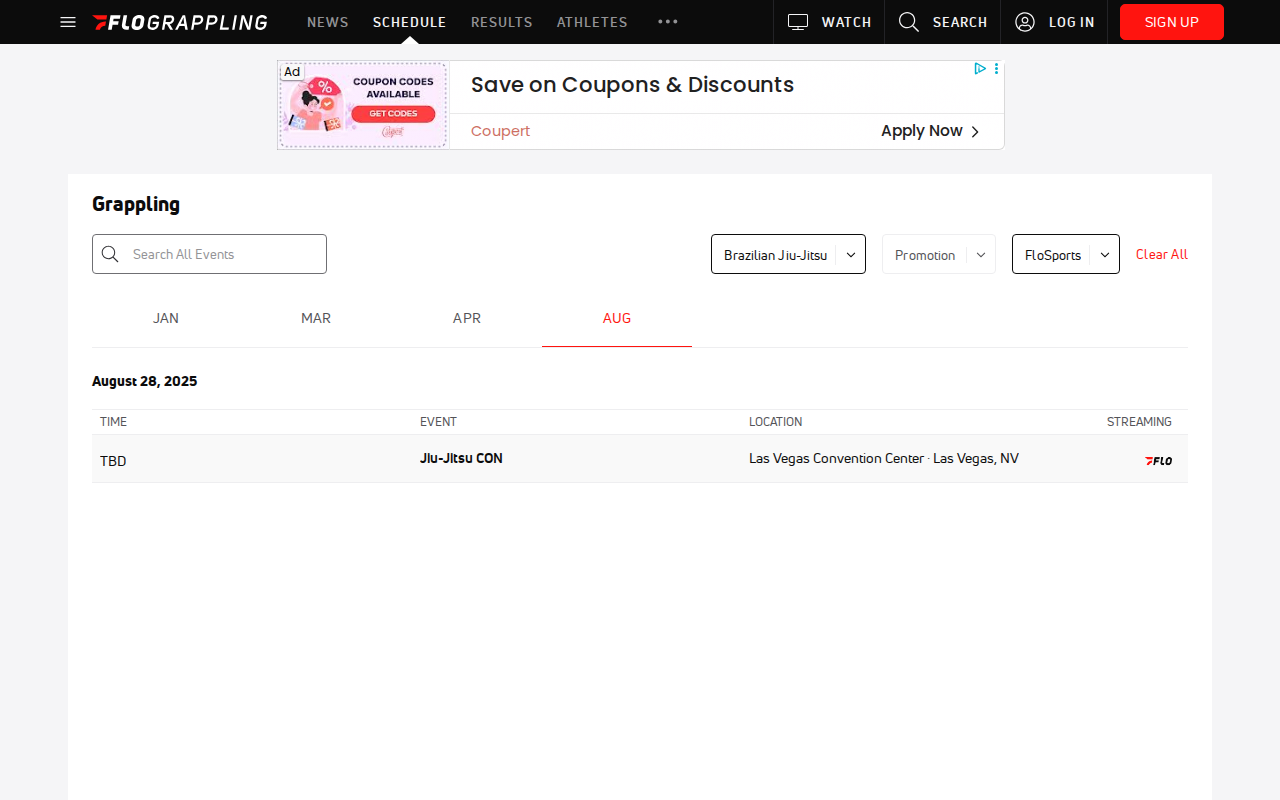 FLOGRAPPLING NEWS SCHEDULE RESULTS ATHLETES WATCH SEARCH LOG IN SIGN UP
Ad
%
COUPON CODES
AVAILABLE
GET CODES
Coupert
Save on Coupons & Discounts
Coupert Apply Now
Grappling
Search All Events Brazilian Jiu-Jitsu Promotion FloSports Clear All
JAN MAR APR AUG
August 28, 2025
TIME EVENT LOCATION STREAMING
TBD Jiu-Jitsu CON Las Vegas Convention Center · Las Vegas, NV FLO